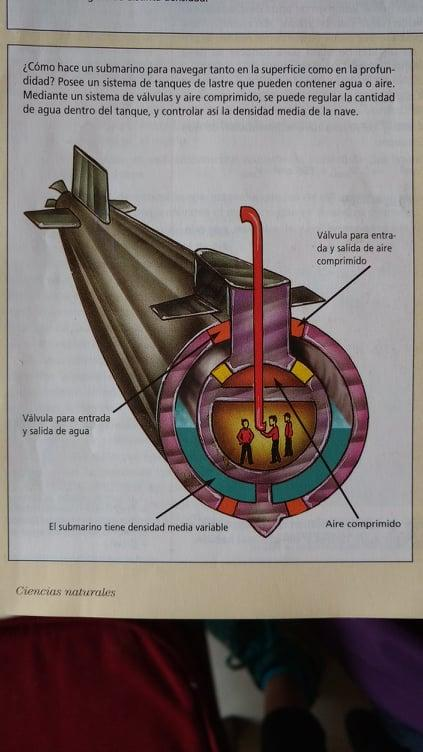 ¿Cómo hace un submarino para navegar tanto en la superficie como en la profun-
didad? Posee un sistema de tanques de lastre que pueden contener agua o aire.
Mediante un sistema de válvulas y aire comprimido, se puede regular la cantidad
de agua dentro del tanque, y controlar así la densidad media de la nave.
Válvula para entra-
da y salida de aire
comprimido
Válvula para entrada
y salida de agua
El submarino tiene densidad media variable
Aire comprimido
Ciencias naturales